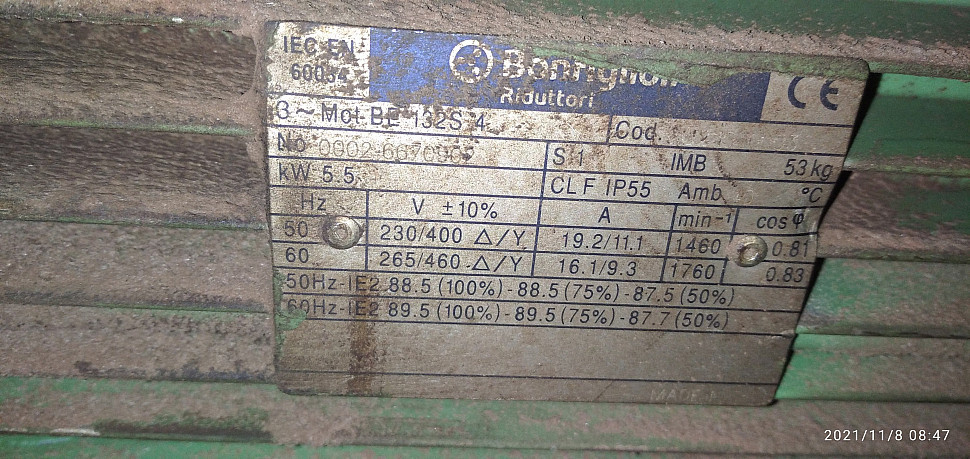 IEC EN
60034
Bonfiglioli
Riduttori
CE
3~Mot BE 132S 4
Cod.
No
S 1 IMB 53 kg
kW 5.5
CL F IP55 Amb. °C
Hz V ±10% A min⁻¹ cos φ
50 230/400 Δ/Y 19.2/11.1 1460 0.81
60 265/460 Δ/Y 16.1/9.3 1760 0.83
50Hz-IE2 88.5 (100%) - 88.5 (75%) - 87.5 (50%)
60Hz-IE2 89.5 (100%) - 89.5 (75%) - 87.7 (50%)
MADE
2021/11/8 08:47